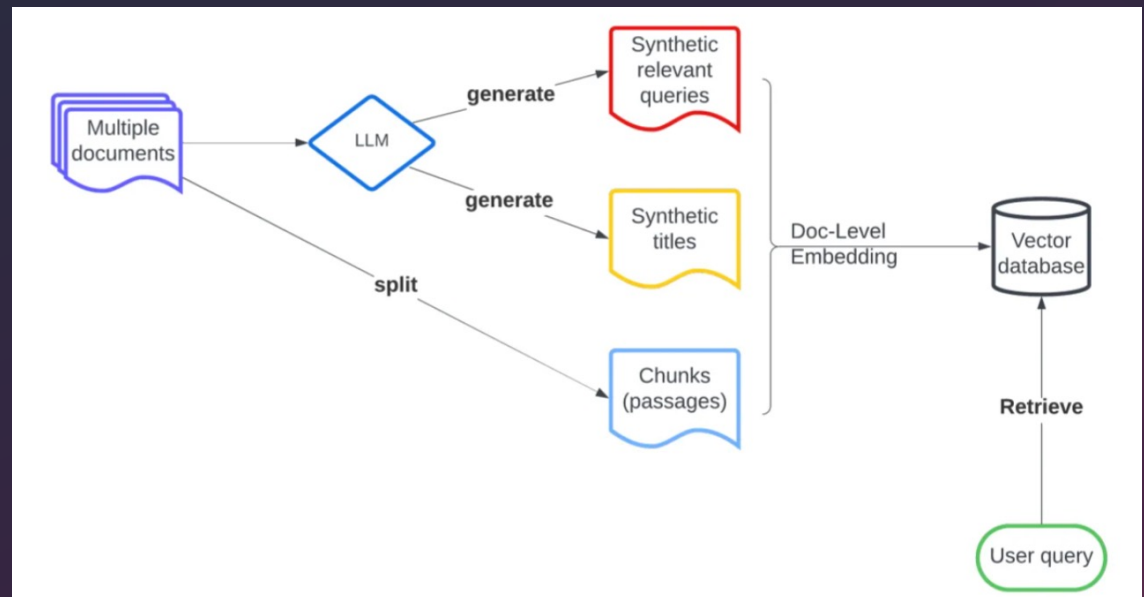 Synthetic
relevant
queries
generate
Multiple
documents
LLM
generate
Synthetic
titles
Doc-Level
Embedding
Vector
database
split
Chunks
(passages)
Retrieve
User query